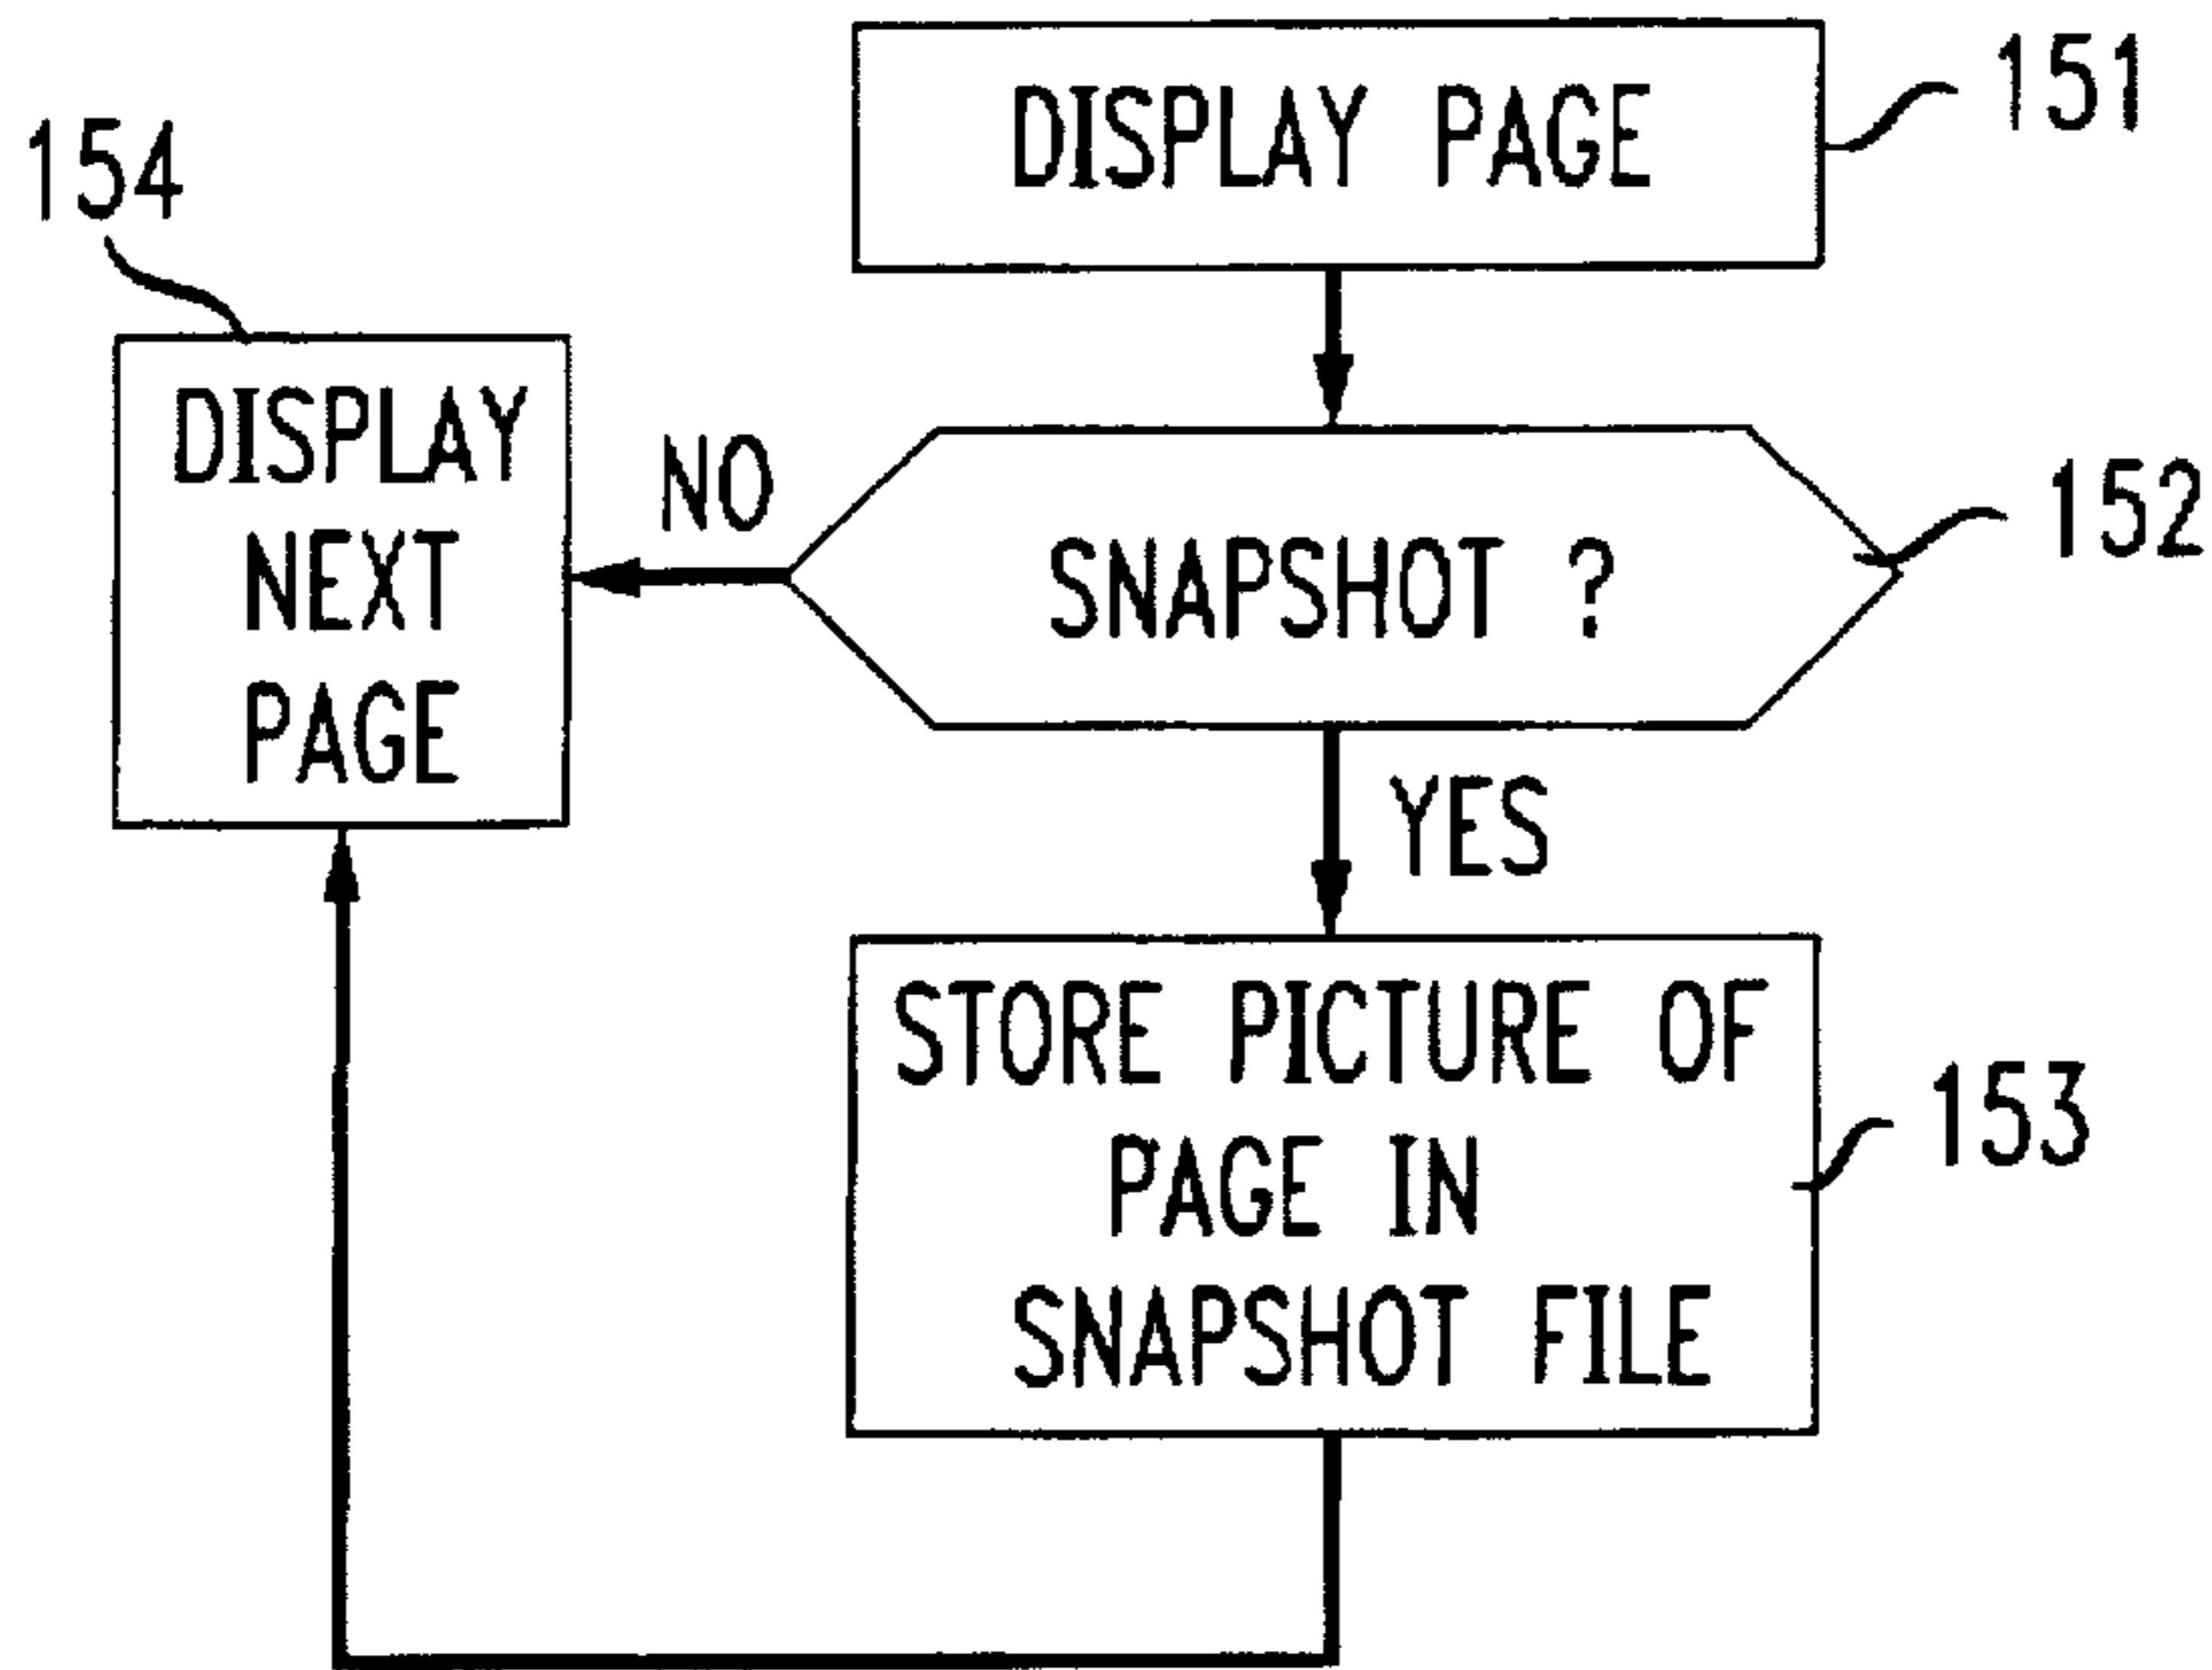 DISPLAY PAGE
151
154
DISPLAY
NEXT
PAGE
NO
SNAPSHOT ?
152
YES
STORE PICTURE OF
PAGE IN
SNAPSHOT FILE
153